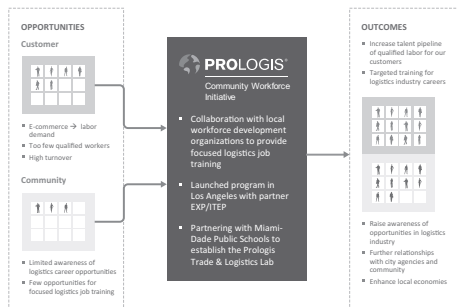 OPPORTUNITIES
Customer
▪ E-commerce → labor
demand
▪ Too few qualified workers
▪ High turnover
Community
▪ Limited awareness of
logistics career opportunities
▪ Few opportunities for
focused logistics job training
PROLOGIS®
Community Workforce
Initiative
▪ Collaboration with local
workforce development
organizations to provide
focused logistics job
training
▪ Launched program in
Los Angeles with partner
EXP/ITEP
▪ Partnering with Miami-
Dade Public Schools to
establish the Prologis
Trade & Logistics Lab
OUTCOMES
▪ Increase talent pipeline
of qualified labor for our
customers
▪ Targeted training for
logistics industry careers
▪ Raise awareness of
opportunities in logistics
industry
▪ Further relationships
with city agencies and
community
▪ Enhance local economies